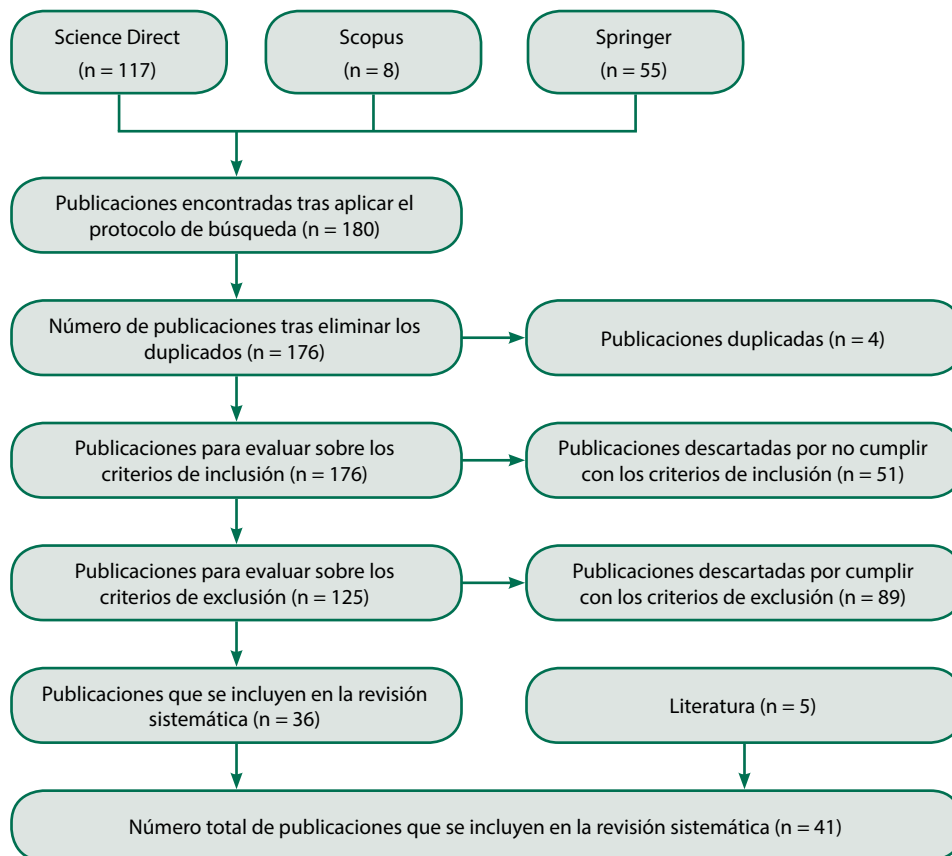 Science Direct
(n = 117)
Scopus
(n = 8)
Springer
(n = 55)
Publicaciones encontradas tras aplicar el
protocolo de búsqueda (n = 180)
Número de publicaciones tras eliminar los
duplicados (n = 176)
Publicaciones duplicadas (n = 4)
Publicaciones para evaluar sobre los
criterios de inclusión (n = 176)
Publicaciones descartadas por no cumplir
con los criterios de inclusión (n = 51)
Publicaciones para evaluar sobre los
criterios de exclusión (n = 125)
Publicaciones descartadas por cumplir
con los criterios de exclusión (n = 89)
Publicaciones que se incluyen en la revisión
sistemática (n = 36)
Literatura (n = 5)
Número total de publicaciones que se incluyen en la revisión sistemática (n = 41)